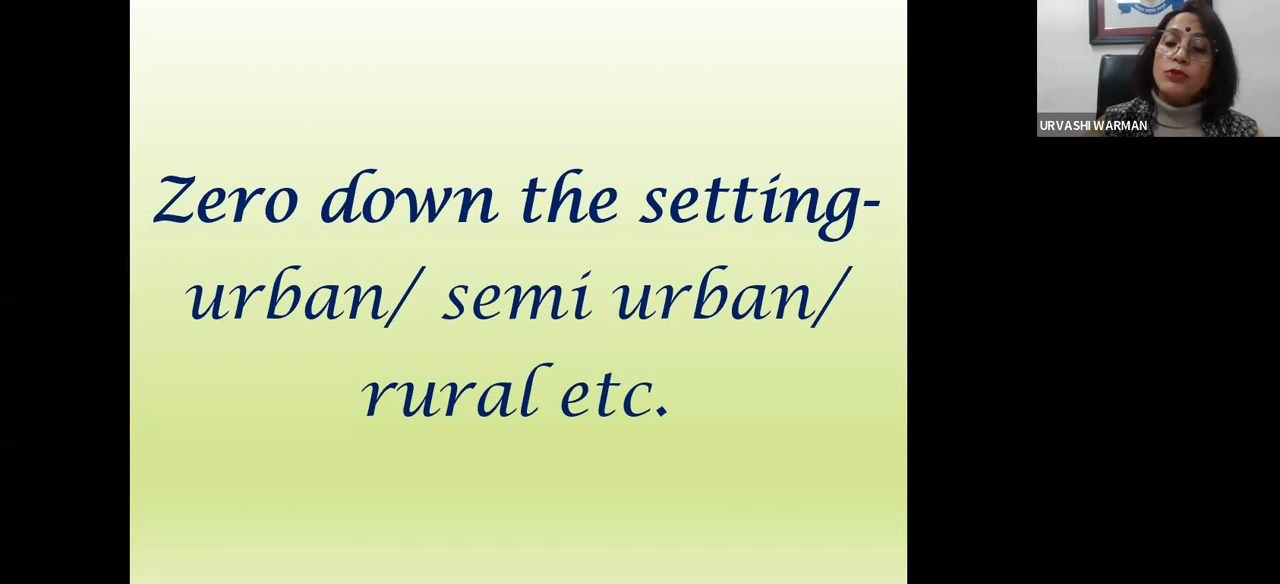 Zero down the setting-
urban/ semi urban/
rural etc.
URVASHI WARMAN